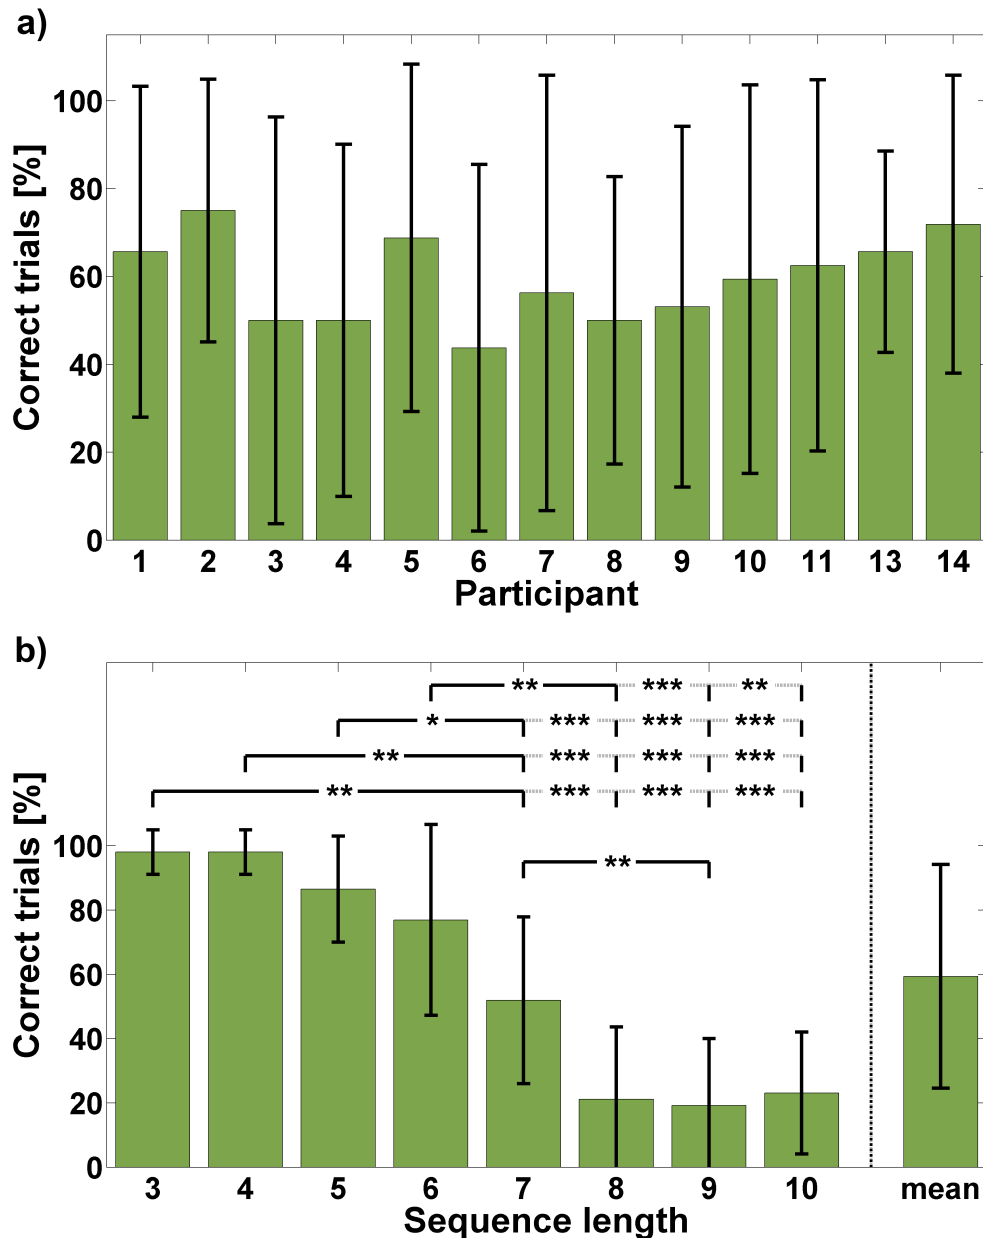 a)
Correct trials [%]
100
80
60
40
20
0
1 2 3 4 5 6 7 8 9 10 11 13 14
Participant
b)
Correct trials [%]
** *** **
* *** *** ***
** *** *** ***
** *** *** ***
**
100
80
60
40
20
0
3 4 5 6 7 8 9 10 mean
Sequence length